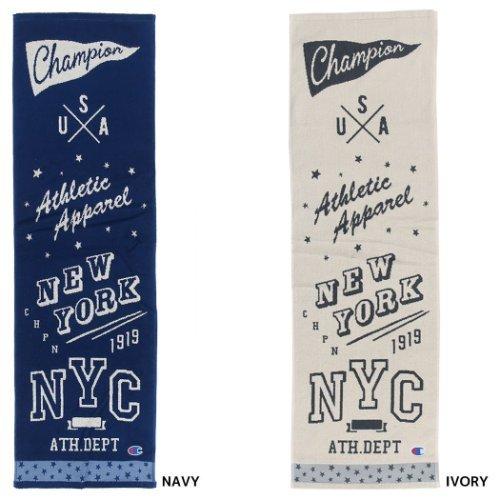 Champion
S
U A
Athletic
Apparel
NEW
YORK
CHPN
1919
NYC
ATH.DEPT
NAVY
Champion
S
U A
Athletic
Apparel
NEW
YORK
CHPN
1919
NYC
ATH.DEPT
IVORY